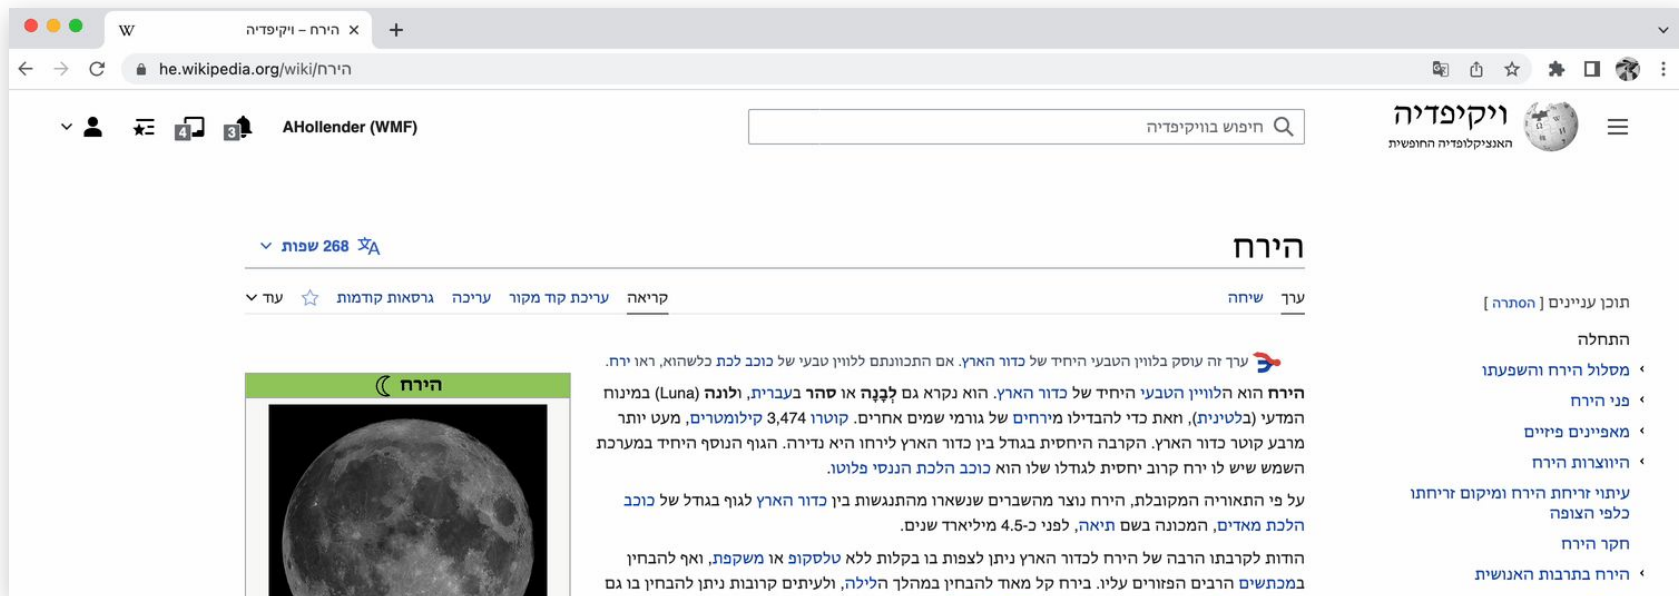 הירח – ויקיפדיה
he.wikipedia.org/wiki/הירח
ויקיפדיה
האנציקלופדיה החופשית
חיפוש בוויקיפדיה
AHollender (WMF)
3
4
הירח
268 שפות
ערך שיחה
קריאה עריכת קוד מקור עריכה גרסאות קודמות עוד
תוכן עניינים [ הסתרה ]
התחלה
מסלול הירח והשפעתו
פני הירח
מאפיינים פיזיים
היווצרות הירח
עיתוי זריחת הירח ומיקום זריחתו
כלפי הצופה
חקר הירח
הירח בתרבות האנושית
ערך זה עוסק בלווין הטבעי היחיד של כדור הארץ. אם התכוונתם ללווין טבעי של כוכב לכת כלשהוא, ראו ירח.
הירח הוא הלוויין הטבעי היחיד של כדור הארץ. הוא נקרא גם לְבָנָה או סהר בעברית, ולונה (Luna) במינוח
המדעי (בלטינית), וזאת כדי להבדילו מירחים של גורמי שמים אחרים. קוטרו 3,474 קילומטרים, מעט יותר
מרבע קוטר כדור הארץ. הקרבה היחסית בגודל בין כדור הארץ לירחו היא נדירה. הגוף הנוסף היחיד במערכת
השמש שיש לו ירח קרוב יחסית לגודלו שלו הוא כוכב הלכת הננסי פלוטו.
על פי התאוריה המקובלת, הירח נוצר מהשברים שנשארו מהתנגשות בין כדור הארץ לגוף בגודל של כוכב
הלכת מאדים, המכונה בשם תיאה, לפני כ-4.5 מיליארד שנים.
הודות לקרבתו הרבה של הירח לכדור הארץ ניתן לצפות בו בקלות ללא טלסקופ או משקפת, ואף להבחין
במכתשים הרבים הפזורים עליו. בירח קל מאוד להבחין במהלך הלילה, ולעיתים קרובות ניתן להבחין בו גם
הירח